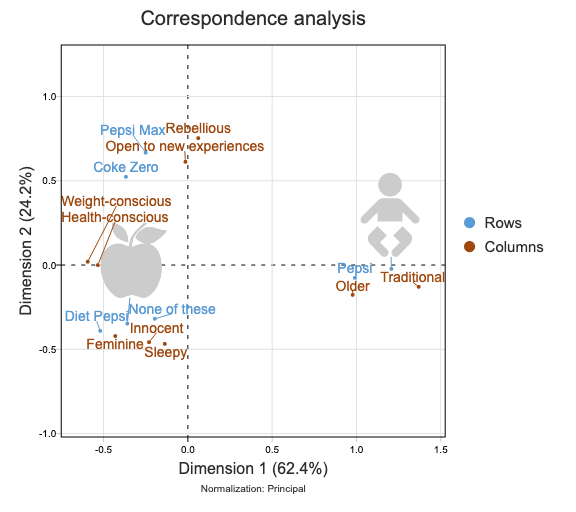 Correspondence analysis
Dimension 2 (24.2%)
1.0
0.5
0.0
-0.5
-1.0
Pepsi Max
Rebellious
Open to new experiences
Coke Zero
Weight-conscious
Health-conscious
Pepsi
Traditional
Older
None of these
Diet Pepsi
Innocent
Feminine
Sleepy
-0.5
0.0
0.5
1.0
1.5
Dimension 1 (62.4%)
Normalization: Principal
Rows
Columns